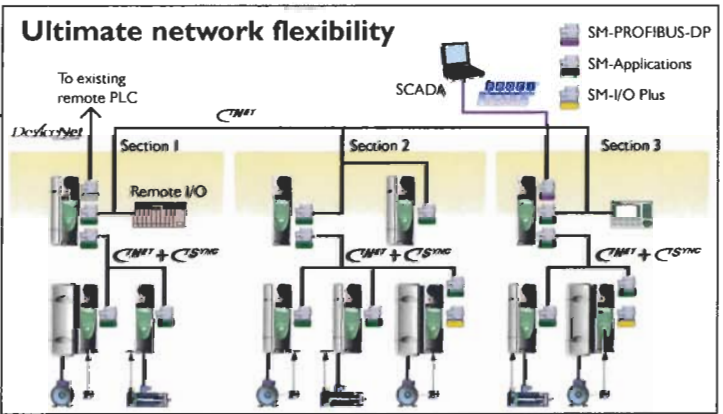 Ultimate network flexibility
SM-PROFIBUS-DP
SM-Applications
SM-I/O Plus
To existing
remote PLC
SCADA
PROFI
CTNET
DeviceNet
Section 1
Section 2
Section 3
Remote I/O
CTNET + CTSYNC
CTNET + CTSYNC
CTNET + CTSYNC